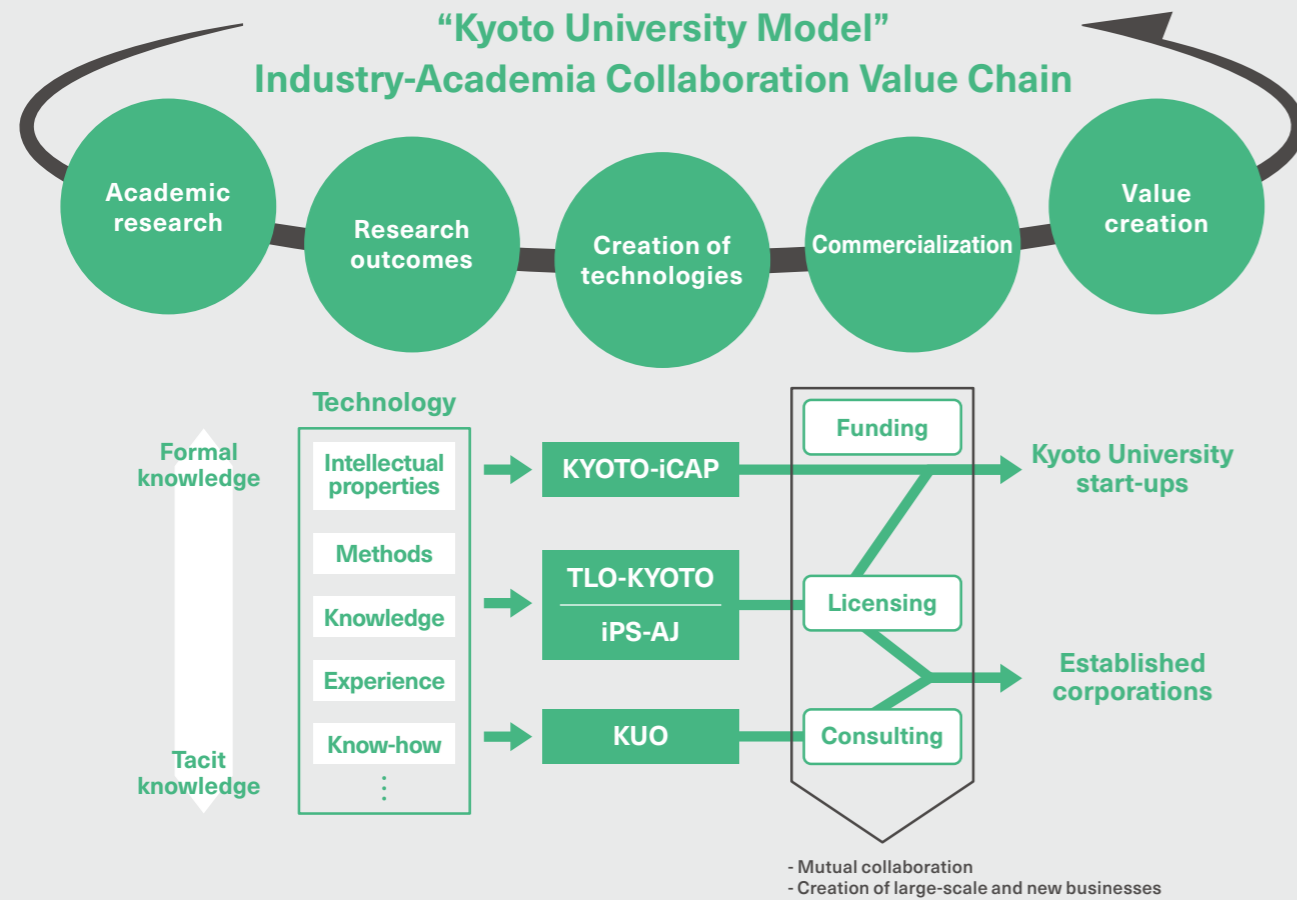 “Kyoto University Model”
Industry-Academia Collaboration Value Chain
Academic
research
Research
outcomes
Creation of
technologies
Commercialization
Value
creation
Formal
knowledge
Tacit
knowledge
Technology
Intellectual
properties
Methods
Knowledge
Experience
Know-how
⋮
KYOTO-iCAP
TLO-KYOTO
iPS-AJ
KUO
Funding
Licensing
Consulting
Kyoto University
start-ups
Established
corporations
- Mutual collaboration
- Creation of large-scale and new businesses